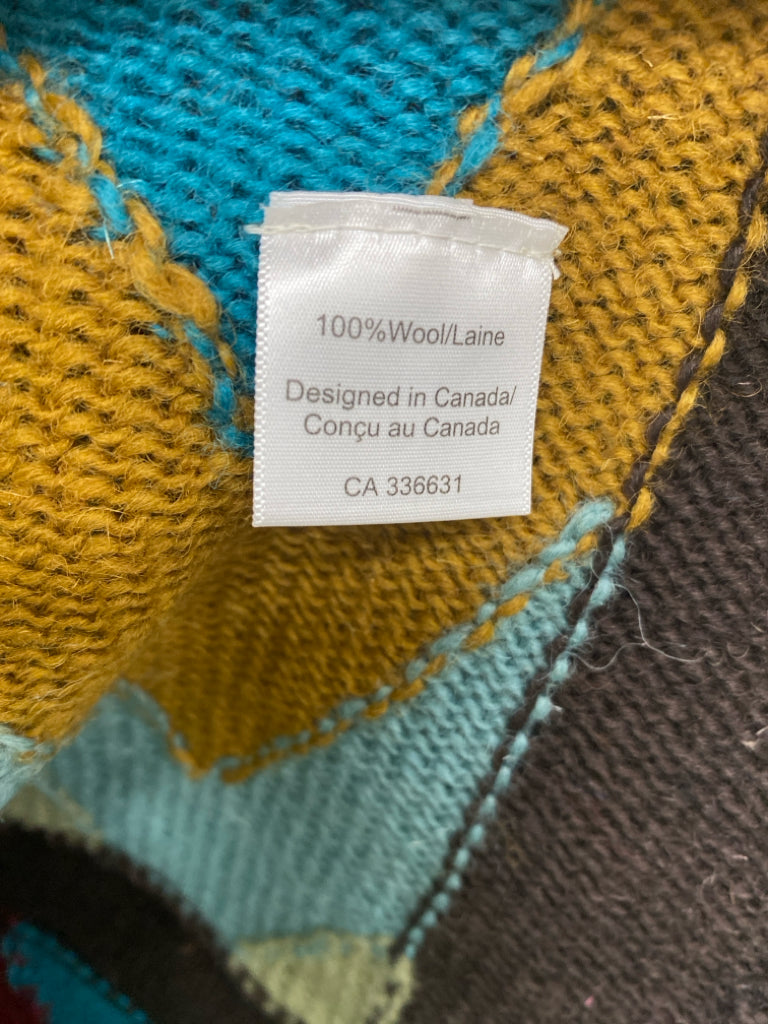 100%Wool/Laine
Designed in Canada/
Conçu au Canada
CA 336631